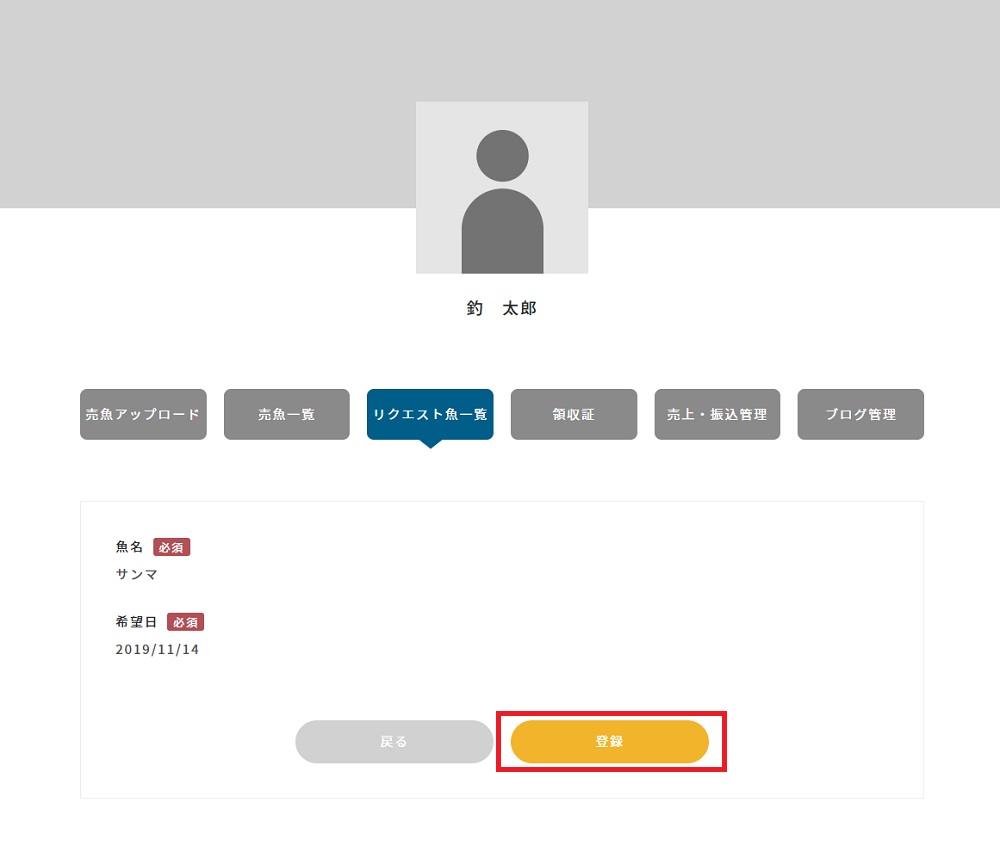 釣　太郎
売魚アップロード 売魚一覧 リクエスト魚一覧 領収証 売上・振込管理 ブログ管理
魚名 必須
サンマ
希望日 必須
2019/11/14
戻る 登録